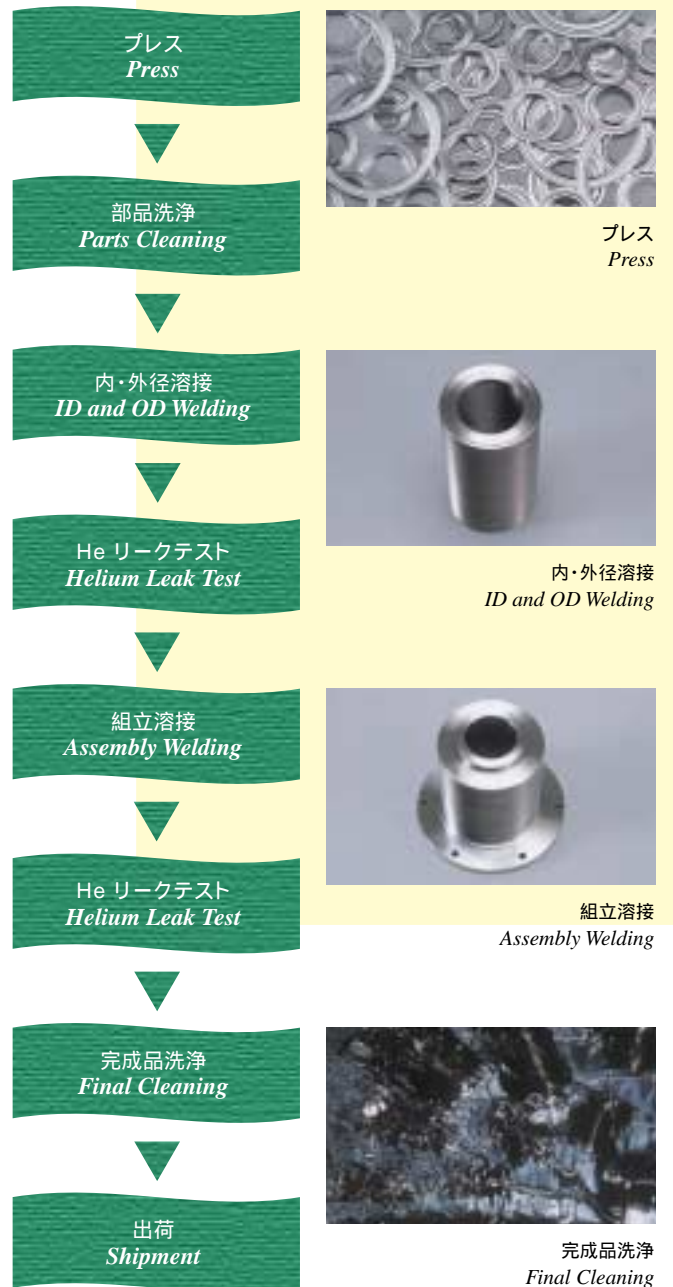 プレス
Press
部品洗浄
Parts Cleaning
プレス
Press
内・外径溶接
ID and OD Welding
He リークテスト
Helium Leak Test
内・外径溶接
ID and OD Welding
組立溶接
Assembly Welding
He リークテスト
Helium Leak Test
組立溶接
Assembly Welding
完成品洗浄
Final Cleaning
出荷
Shipment
完成品洗浄
Final Cleaning